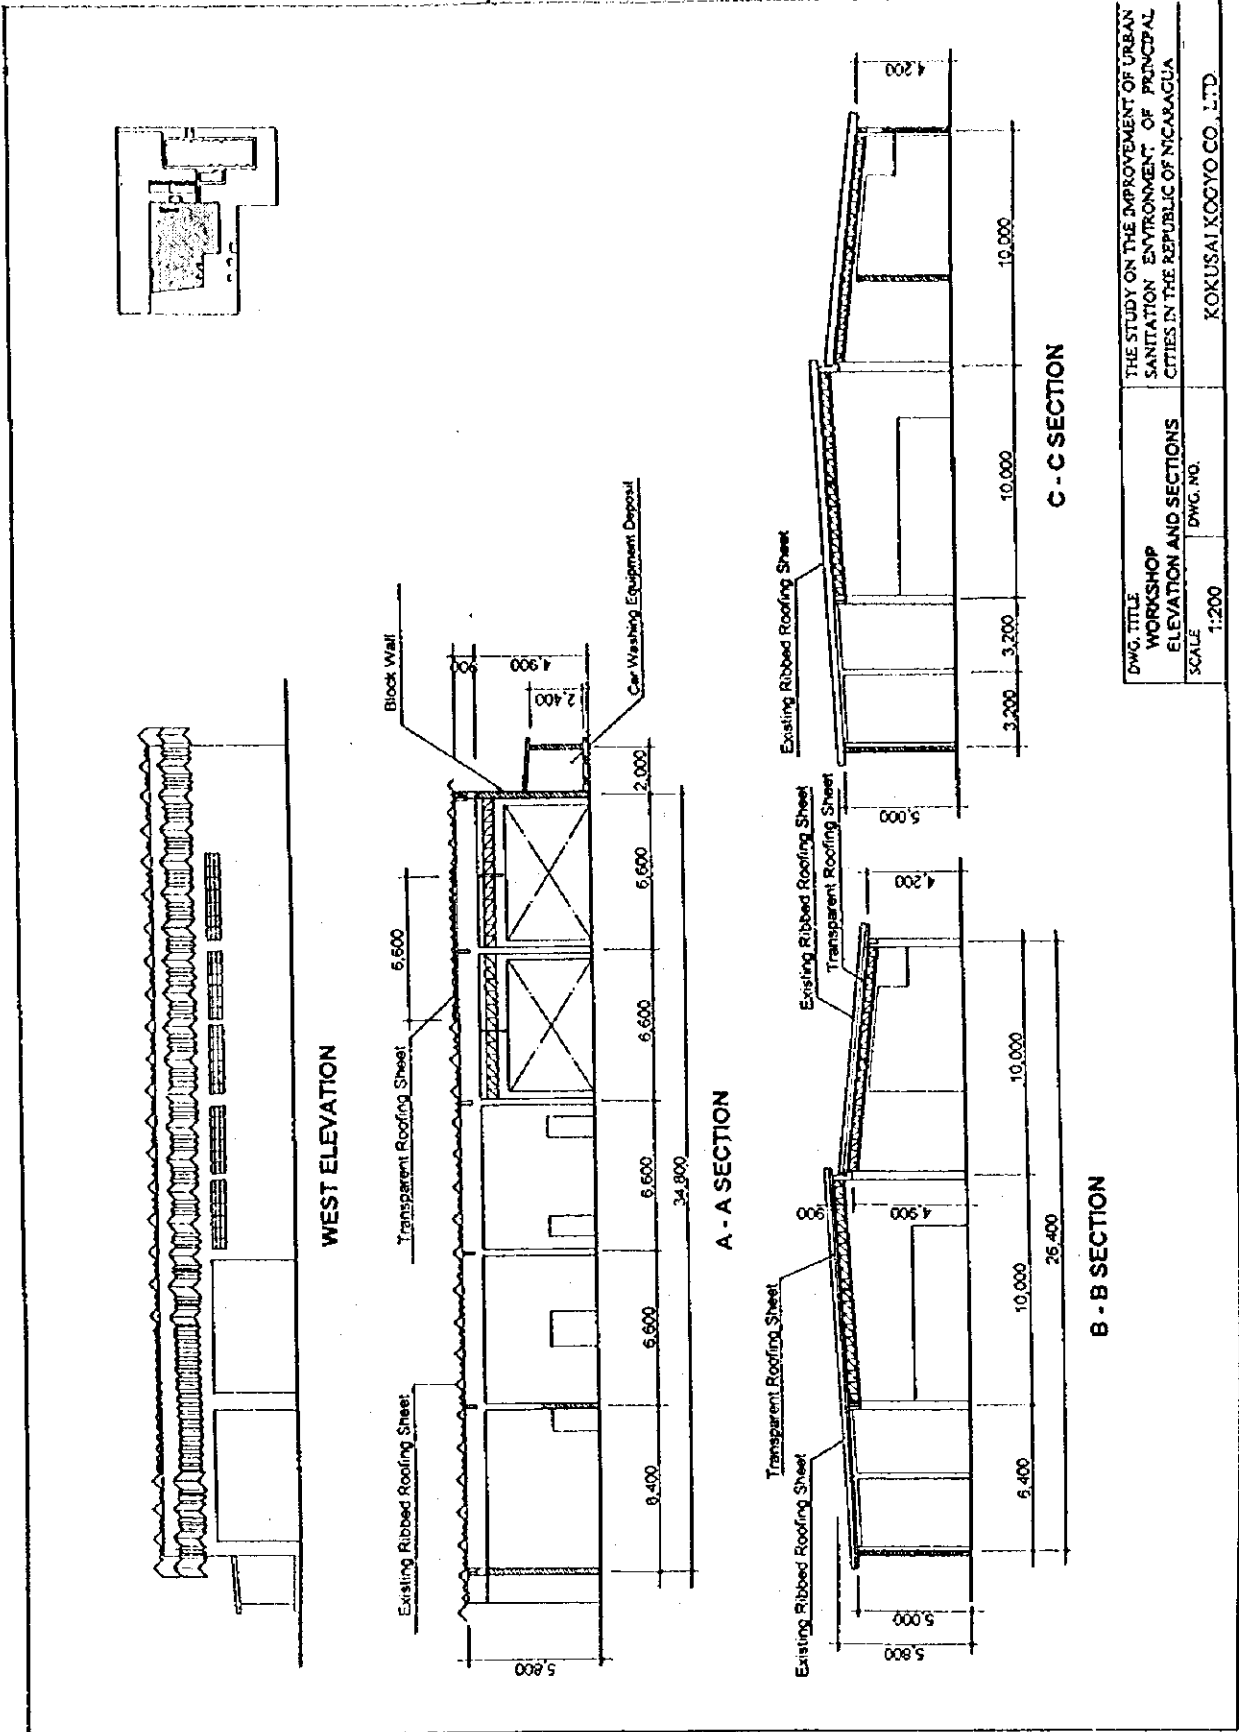 WEST ELEVATION
Existing Ribbed Roofing Sheet
Transparent Roofing Sheet
6,600
Block Wall
900
4,900
2,400
5,800
6,400
6,600
6,600
6,600
6,600
2,000
34,800
Car Washing Equipment Deposit
A - A SECTION
Existing Ribbed Roofing Sheet
Transparent Roofing Sheet
Existing Ribbed Roofing Sheet
Transparent Roofing Sheet
5,800
5,000
900
4,900
4,200
6,400
10,000
10,000
26,400
B - B SECTION
Existing Ribbed Roofing Sheet
5,000
4,200
3,200
3,200
10,000
10,000
C - C SECTION
DWG. TITLE
WORKSHOP
ELEVATION AND SECTIONS
SCALE
1:200
DWG. NO.
THE STUDY ON THE IMPROVEMENT OF URBAN
SANITATION ENVIRONMENT OF PRINCIPAL
CITIES IN THE REPUBLIC OF NICARAGUA
KOKUSAI KOGYO CO., LTD.